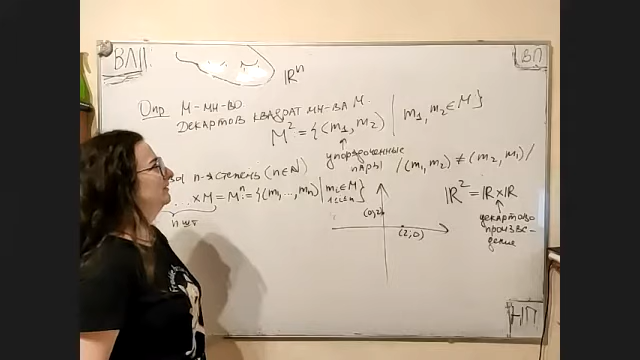 ВЛП
ВП
ℝⁿ
Опр М-мн-во.
Декартов квадрат мн-ва М-
M² = {(m₁, m₂) | m₁, m₂ ∈ M}
упорядоченные
пары /(m₁, m₂) ≠ (m₂, m₁)/
n-степень (n∈ℕ)
...×M = Mⁿ := {(m₁, ..., mₙ) | mᵢ∈M
1≤i≤n}
n шт
ℝ² = ℝ×ℝ
декартово
произве-
дение
(0,2)
(2,0)
НП